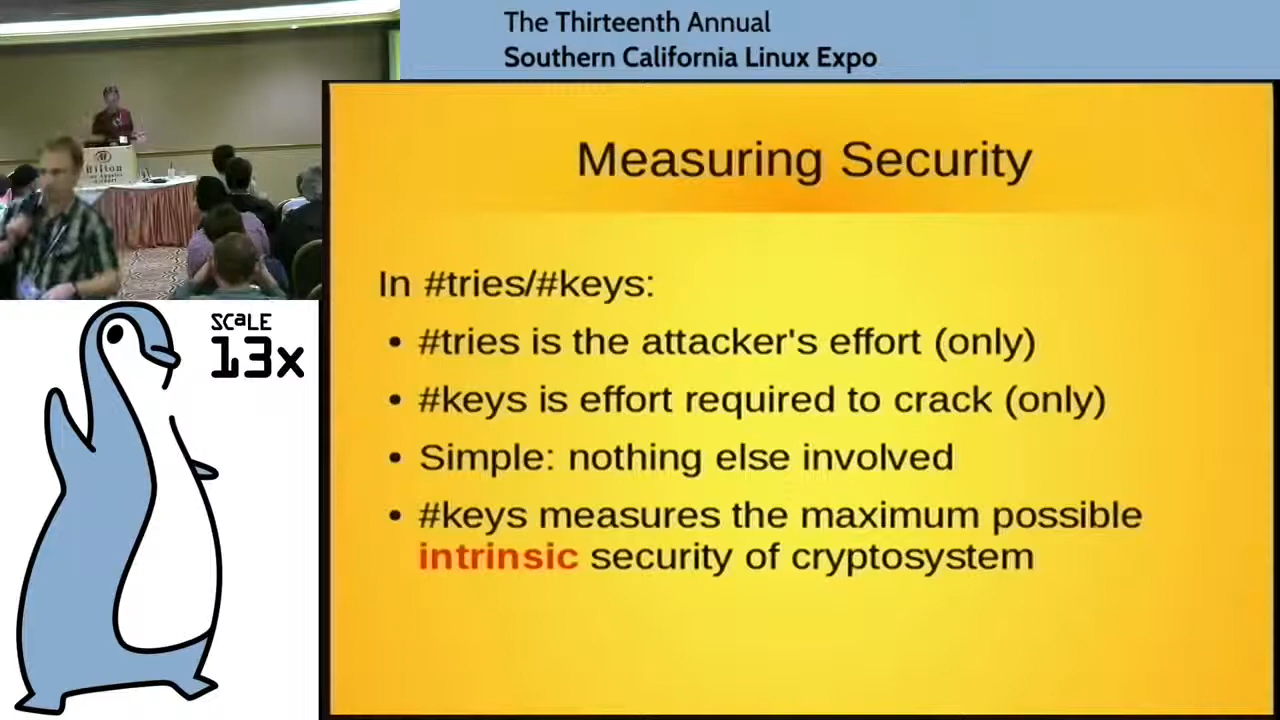 The Thirteenth Annual
Southern California Linux Expo
Hilton
SCaLE
13x
Measuring Security
In #tries/#keys:
• #tries is the attacker's effort (only)
• #keys is effort required to crack (only)
• Simple: nothing else involved
• #keys measures the maximum possible
intrinsic security of cryptosystem